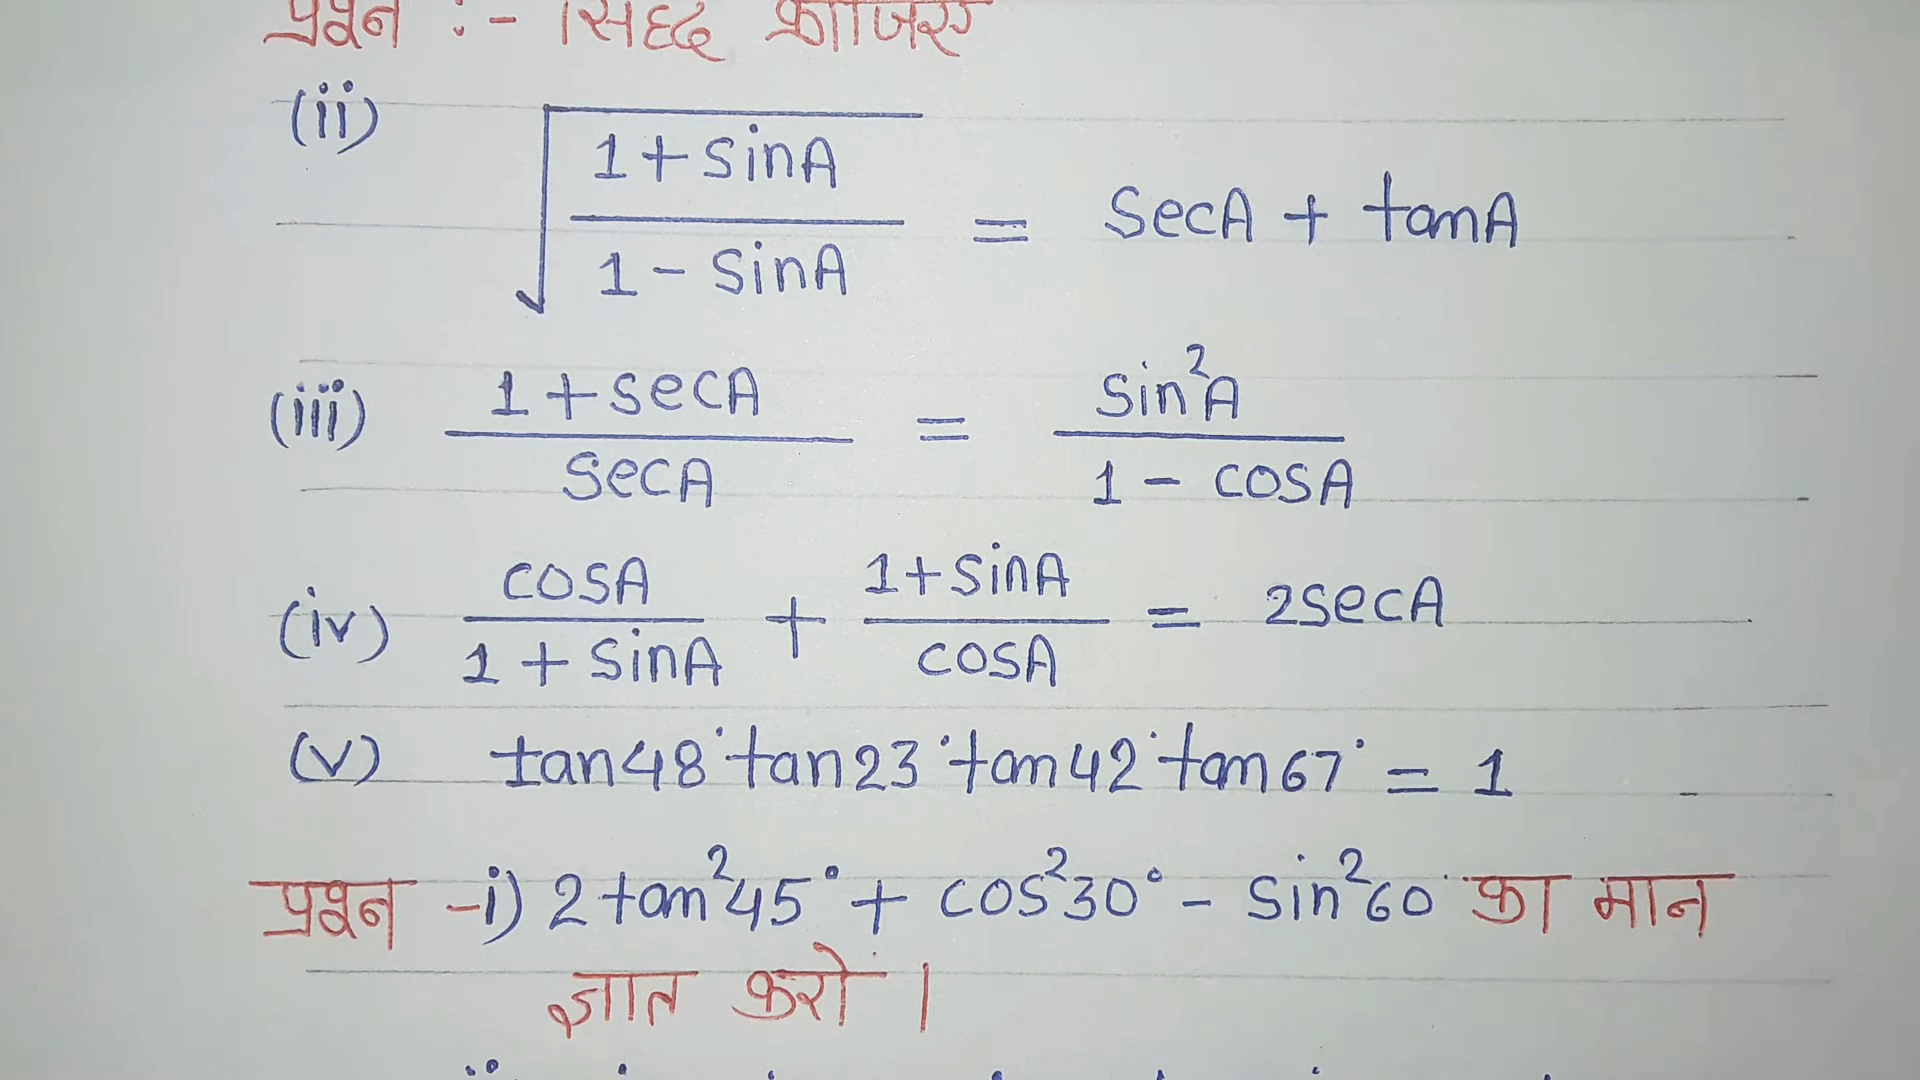 प्रश्न :- सिद्ध कीजिए
(ii) √((1+sinA)/(1-sinA)) = secA + tanA
(iii) (1+secA)/secA = sin²A/(1-cosA)
(iv) cosA/(1+sinA) + (1+sinA)/cosA = 2secA
(v) tan48° tan23° tan42° tan67° = 1
प्रश्न -i) 2tan²45° + cos²30° - sin²60° का मान
ज्ञात करो।